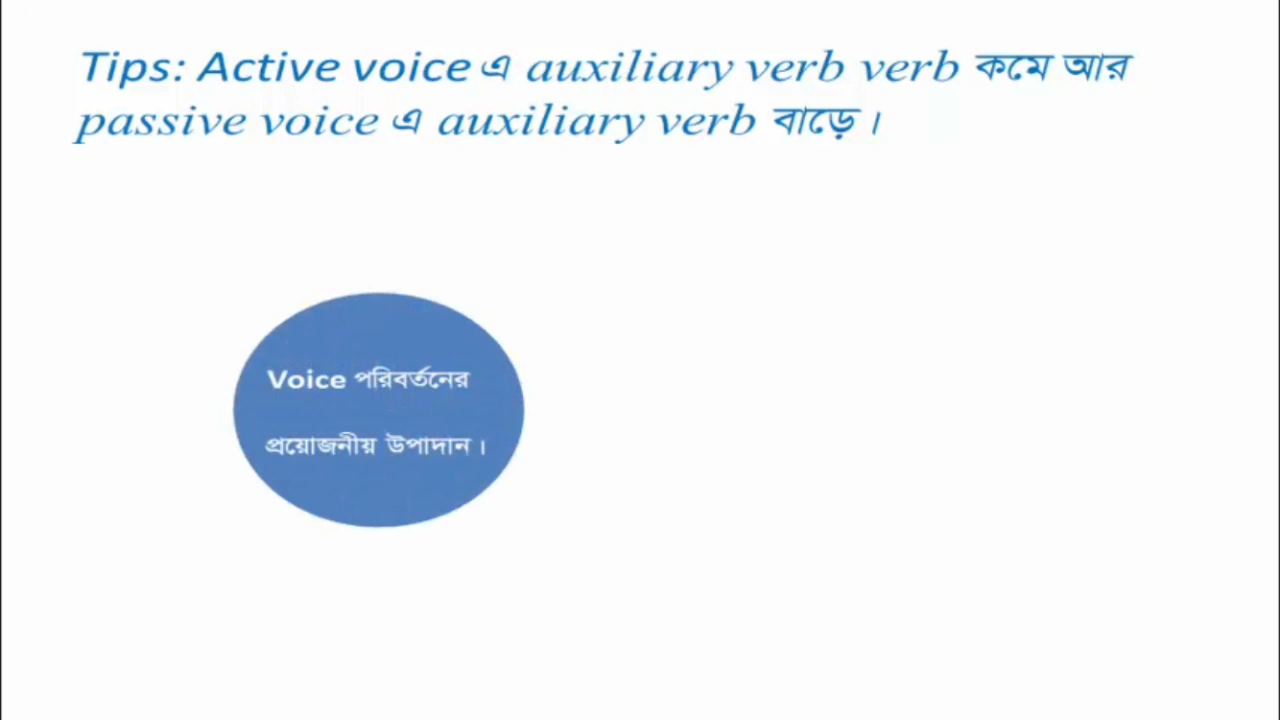 Tips: Active voice এ auxiliary verb verb কমে আর
passive voice এ auxiliary verb বাড়ে।
Voice পরিবর্তনের
প্রয়োজনীয় উপাদান।